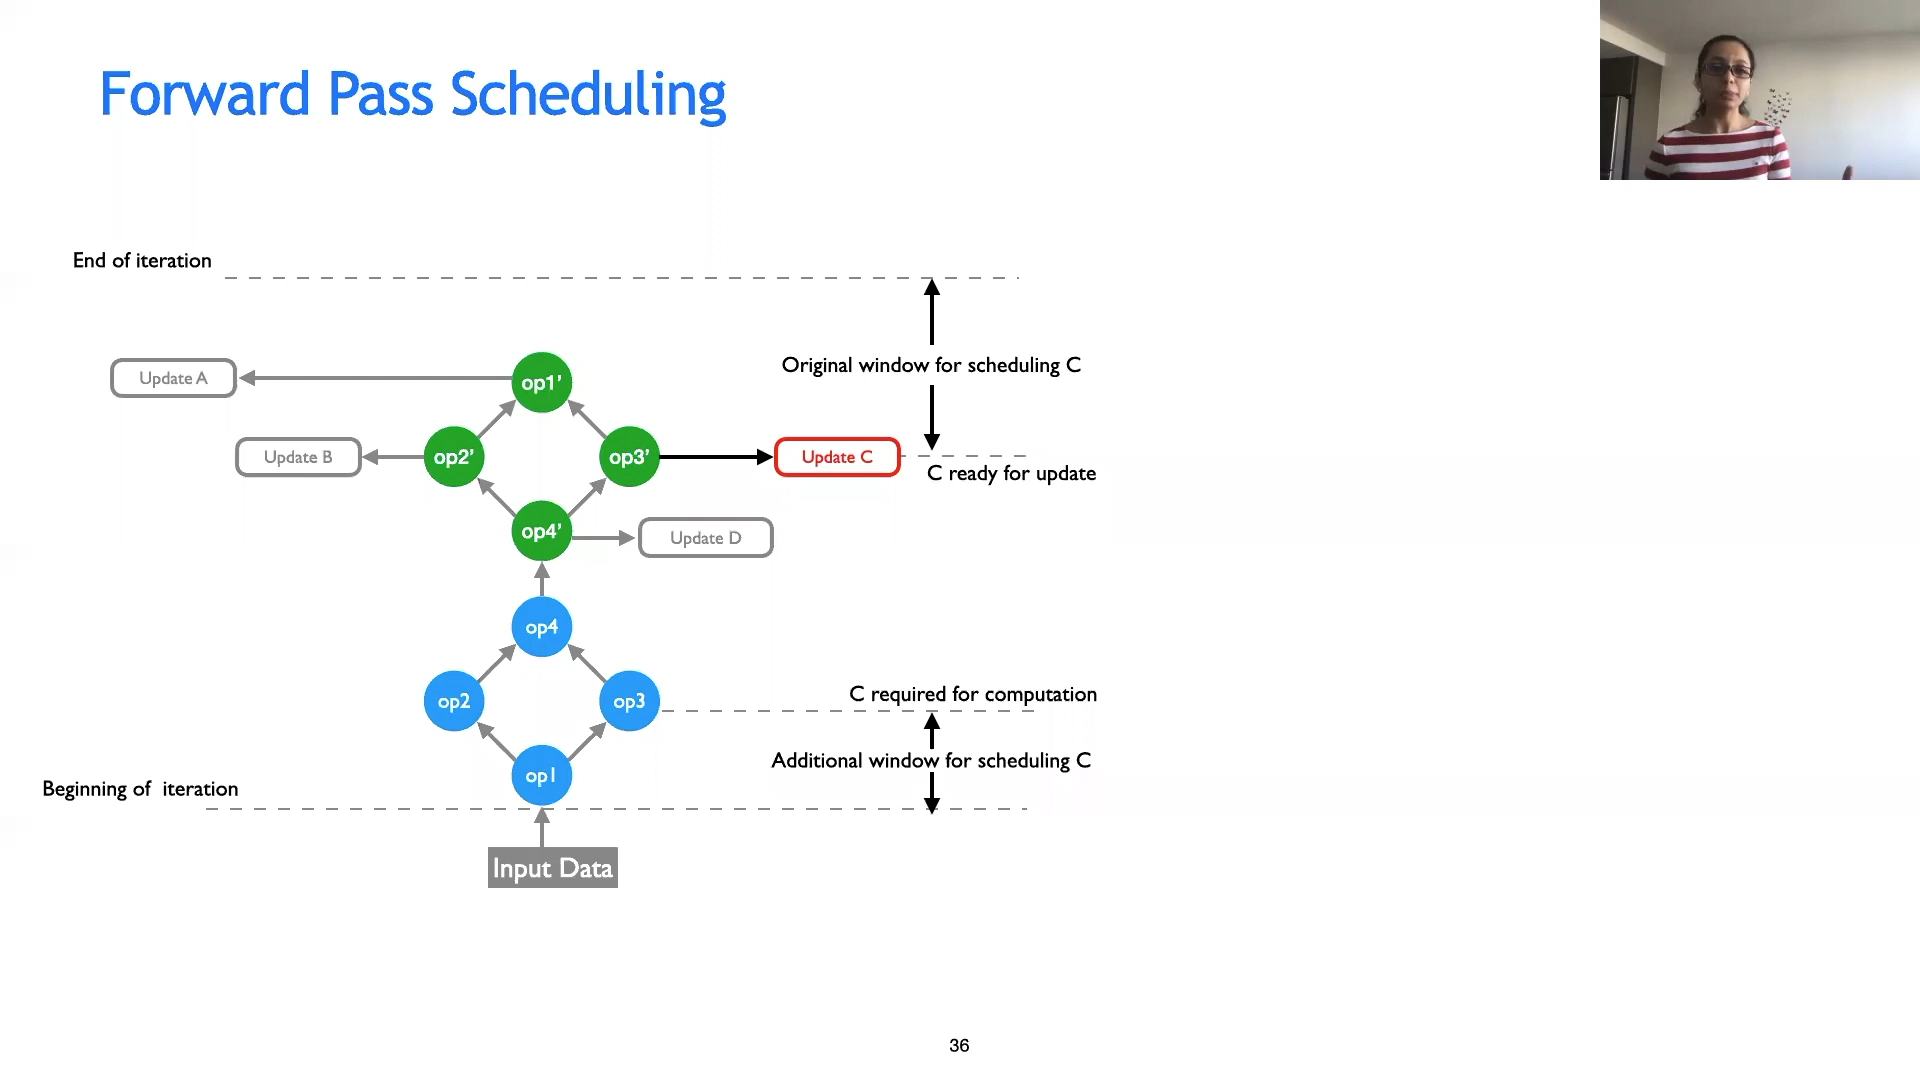 Forward Pass Scheduling
End of iteration
Original window for scheduling C
Update A
op1’
Update B
op2’
op3’
Update C
C ready for update
op4’
Update D
op4
C required for computation
op2
op3
Additional window for scheduling C
op1
Beginning of iteration
Input Data
36